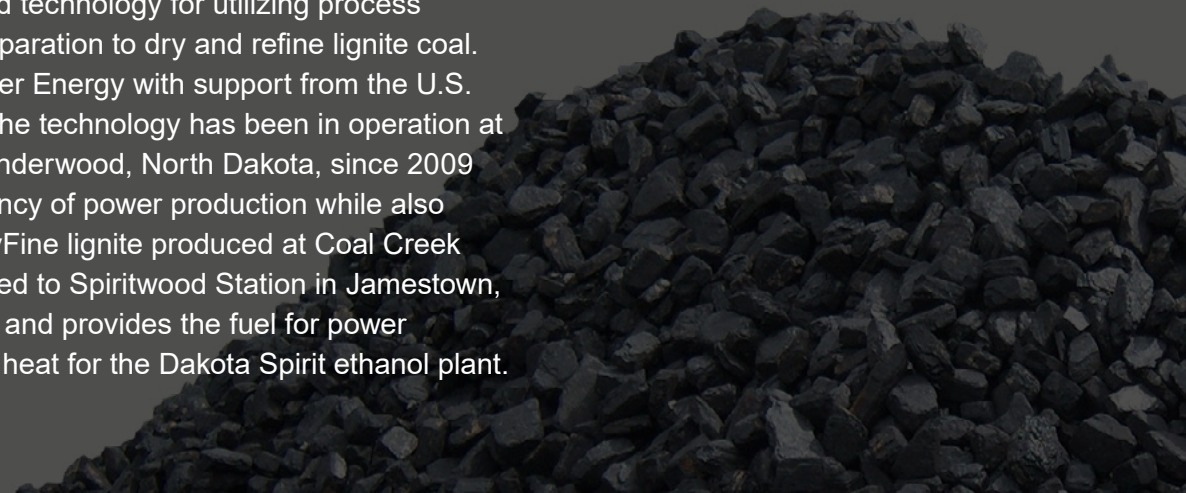 d technology for utilizing process
paration to dry and refine lignite coal.
er Energy with support from the U.S.
he technology has been in operation at
nderwood, North Dakota, since 2009
ncy of power production while also
Fine lignite produced at Coal Creek
ed to Spiritwood Station in Jamestown,
and provides the fuel for power
heat for the Dakota Spirit ethanol plant.